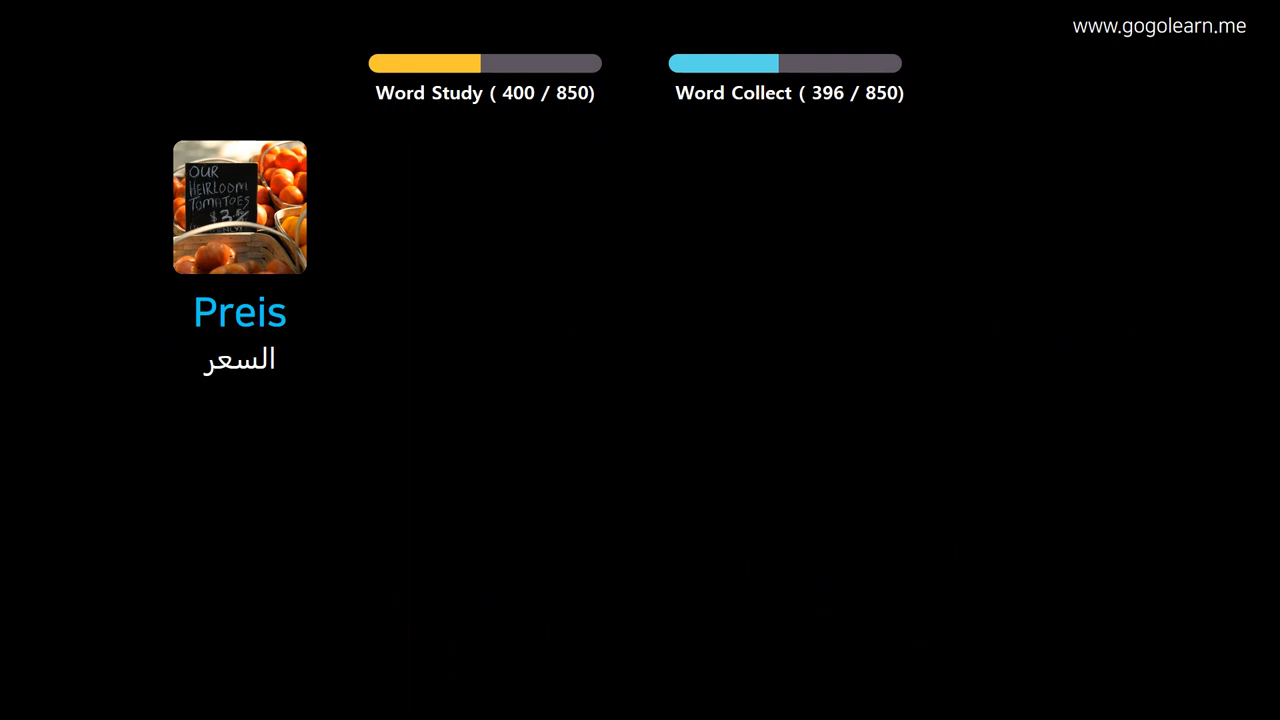 www.gogolearn.me
Word Study ( 400 / 850)
Word Collect ( 396 / 850)
OUR
HEIRLOOM
TOMATOES
Preis
السعر